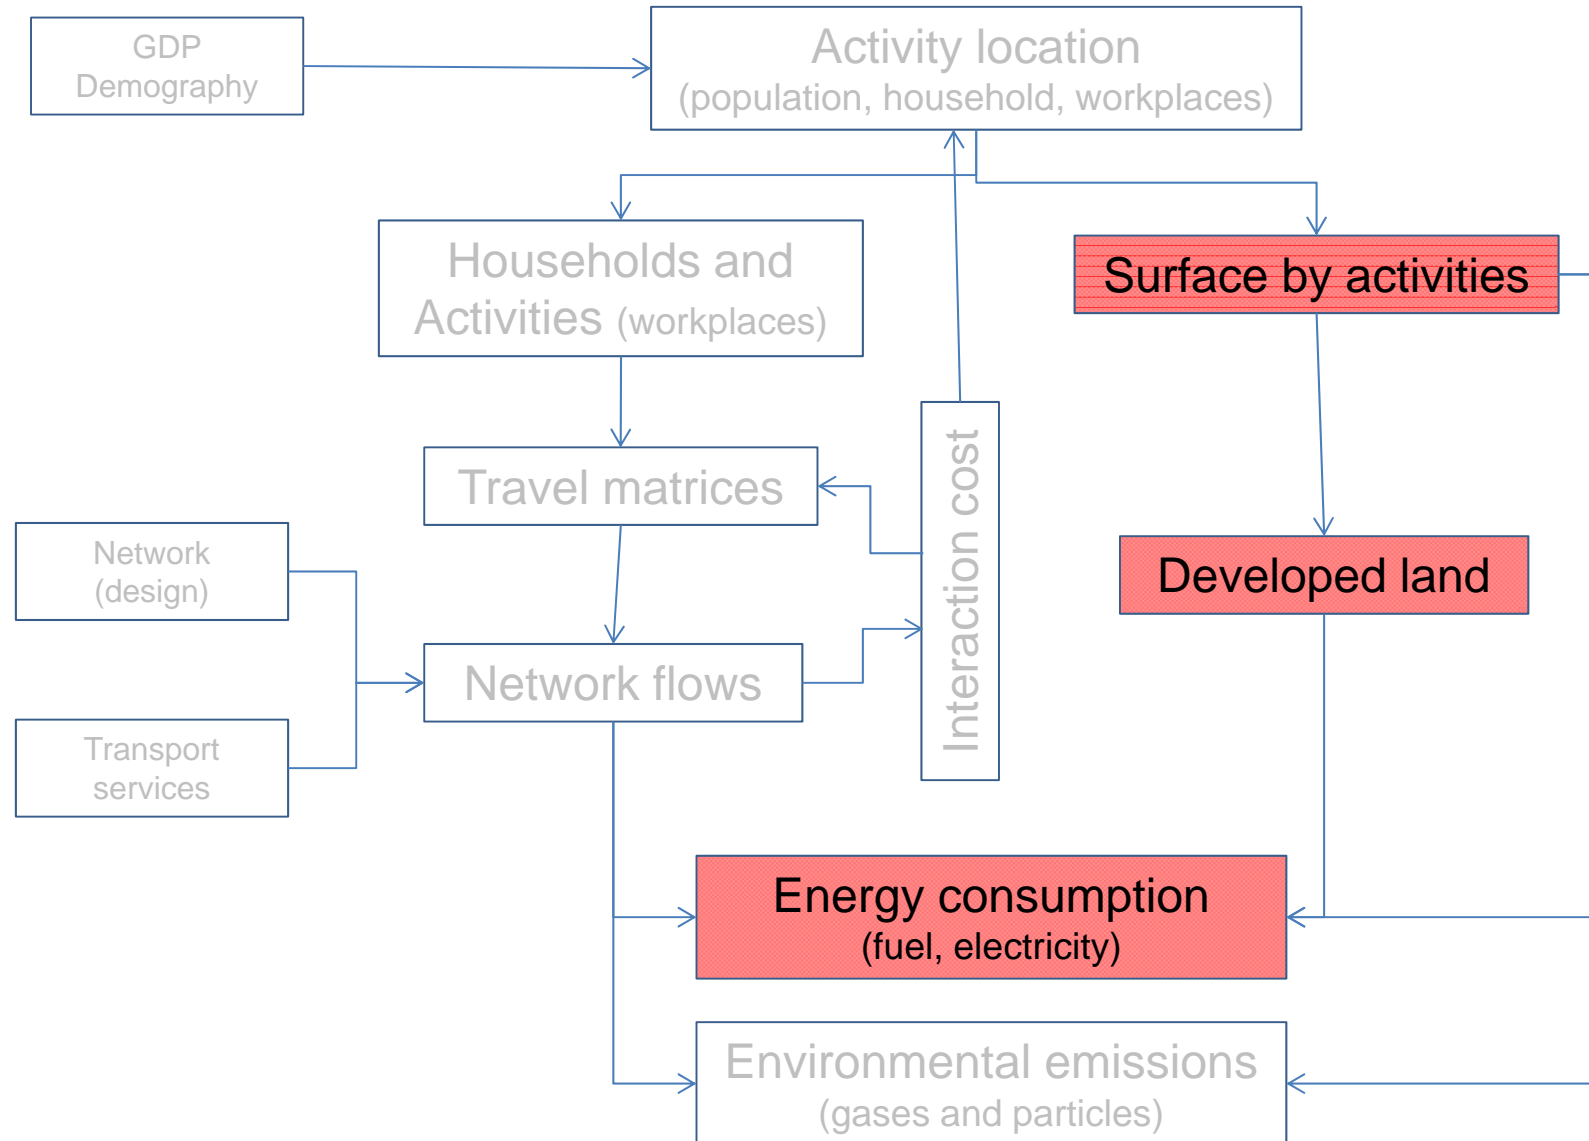 GDP
Demography
Activity location
(population, household, workplaces)
Households and
Activities (workplaces)
Surface by activities
Travel matrices
Interaction cost
Network
(design)
Developed land
Network flows
Transport
services
Energy consumption
(fuel, electricity)
Environmental emissions
(gases and particles)